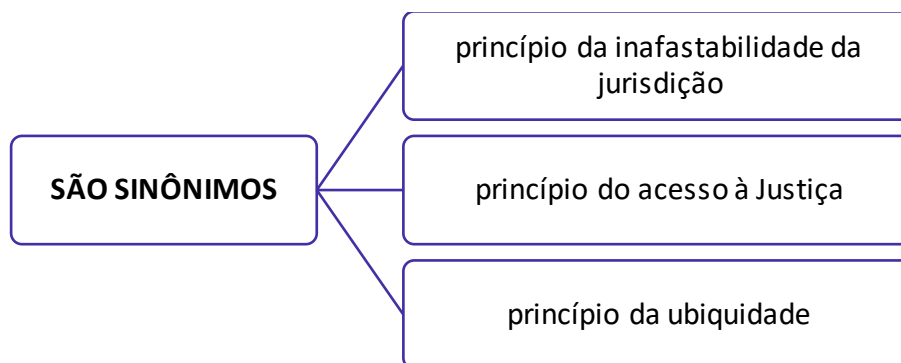 princípio da inafastabilidade da
jurisdição
SÃO SINÔNIMOS
princípio do acesso à Justiça
princípio da ubiquidade